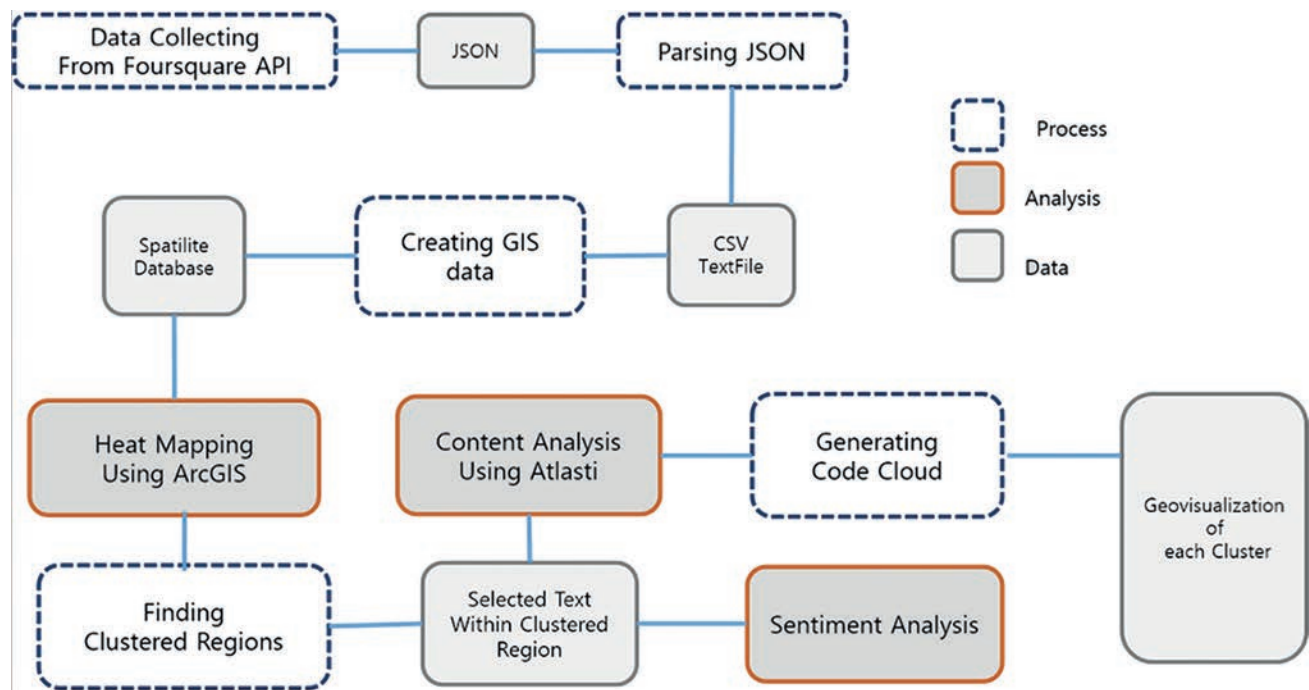 Data Collecting
From Foursquare API
JSON
Parsing JSON
Process
Analysis
Data
Spatilite
Database
Creating GIS
data
CSV
TextFile
Heat Mapping
Using ArcGIS
Content Analysis
Using Atlasti
Generating
Code Cloud
Geovisualization
of
each Cluster
Finding
Clustered Regions
Selected Text
Within Clustered
Region
Sentiment Analysis